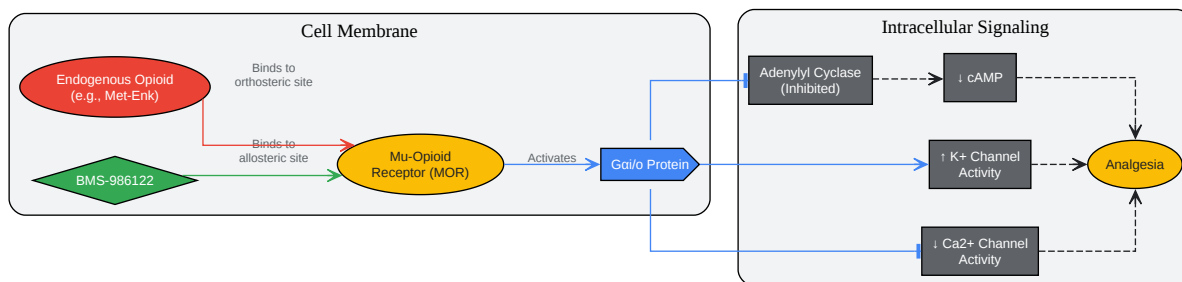 Cell Membrane
Endogenous Opioid
(e.g., Met-Enk)
Binds to
orthosteric site
Binds to
allosteric site
BMS-986122
Mu-Opioid
Receptor (MOR)
Activates
Gαi/o Protein
Intracellular Signaling
Adenylyl Cyclase
(Inhibited)
↓ cAMP
↑ K+ Channel
Activity
↓ Ca2+ Channel
Activity
Analgesia